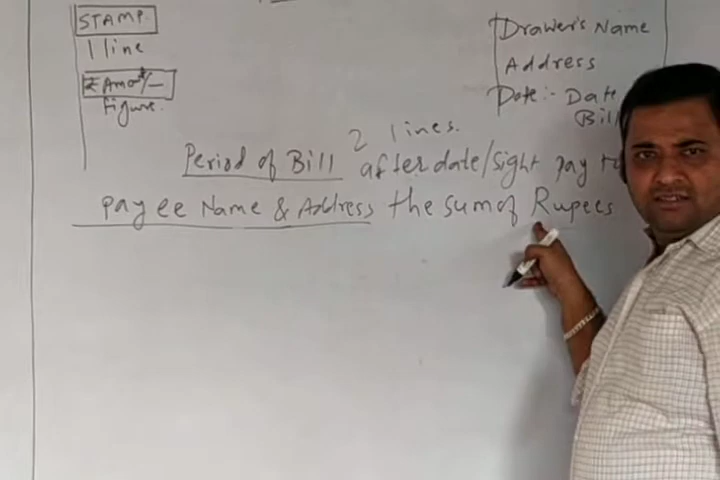 STAMP
1 line
₹ Amot/-
figure.
Drawer's Name
Address
Date:- Date
Bill
2 lines.
Period of Bill after date/sight pay to
payee Name & Address the sum of Rupees